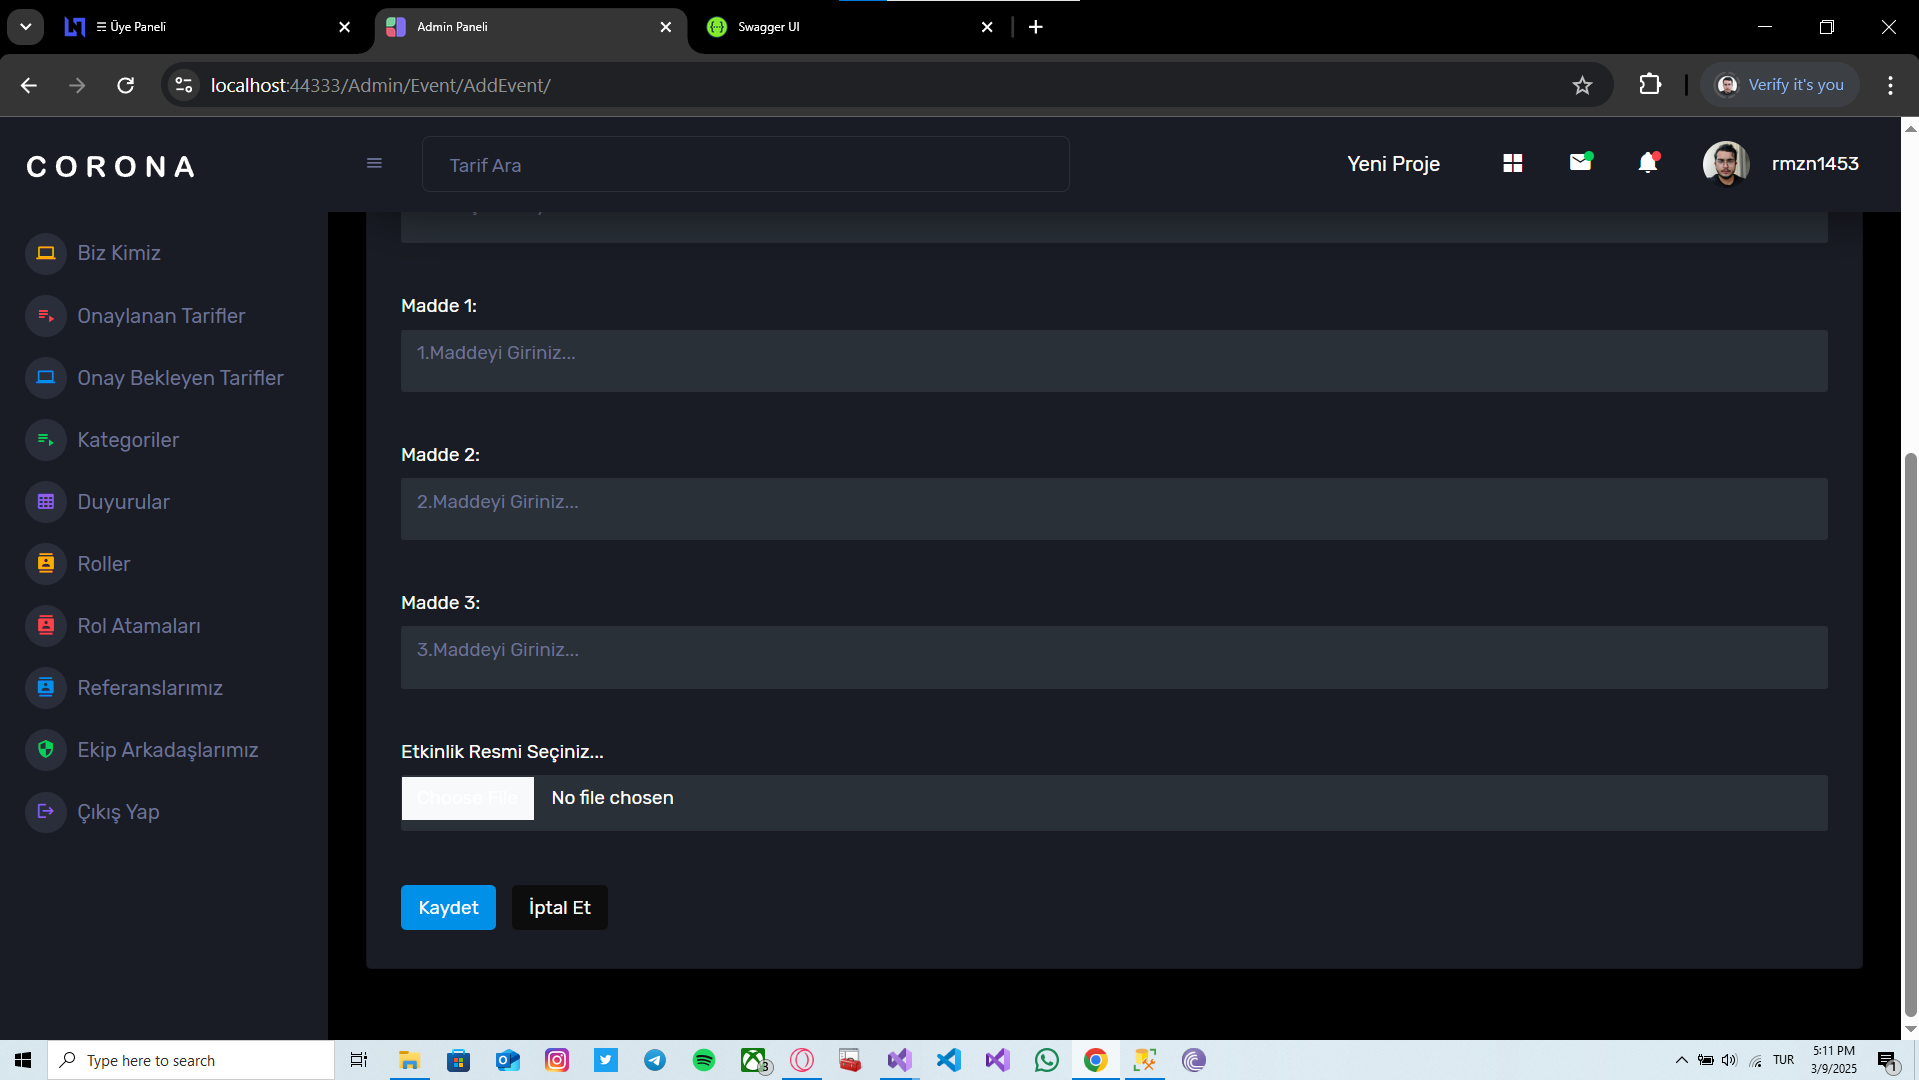 ☰ Üye Paneli
Admin Paneli
Swagger UI
localhost:44333/Admin/Event/AddEvent/
Verify it's you
CORONA
Tarif Ara
Yeni Proje
rmzn1453
Biz Kimiz
Onaylanan Tarifler
Onay Bekleyen Tarifler
Kategoriler
Duyurular
Roller
Rol Atamaları
Referanslarımız
Ekip Arkadaşlarımız
Çıkış Yap
Madde 1:
1.Maddeyi Giriniz...
Madde 2:
2.Maddeyi Giriniz...
Madde 3:
3.Maddeyi Giriniz...
Etkinlik Resmi Seçiniz...
Choose File No file chosen
Kaydet İptal Et
Type here to search
3
TUR
5:11 PM
3/9/2025
1